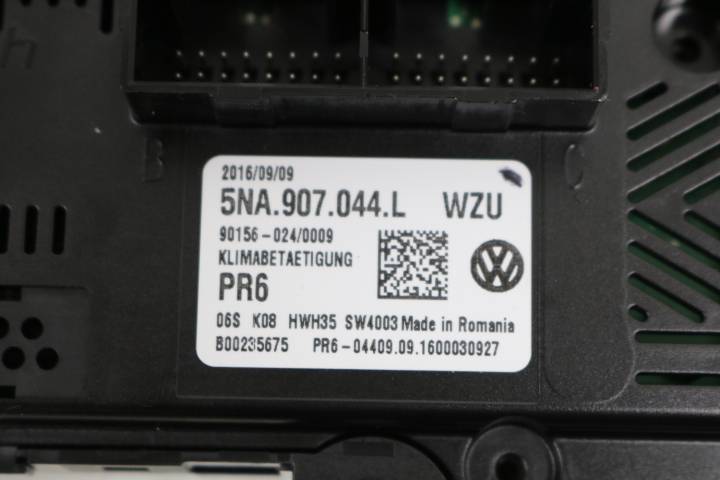 2016/09/09
5NA.907.044.L WZU
90156-024/0009
KLIMABETAETIGUNG
PR6
06S K08 HWH35 SW4003 Made in Romania
B00235675 PR6-04409.09.1600030927
B
C